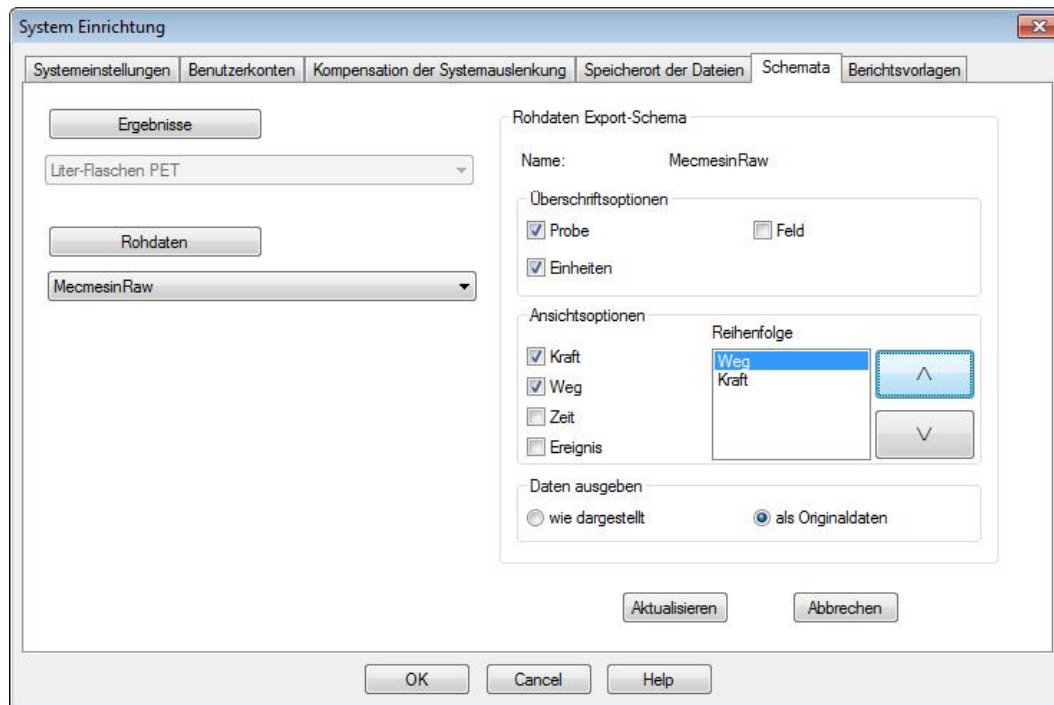 System Einrichtung
Systemeinstellungen Benutzerkonten Kompensation der Systemauslenkung Speicherort der Dateien Schemata Berichtsvorlagen
Ergebnisse
Liter-Flaschen PET
Rohdaten
MecmesinRaw
Rohdaten Export-Schema
Name: MecmesinRaw
Überschriftsoptionen
Probe Feld
Einheiten
Ansichtsoptionen
Reihenfolge
Kraft
Weg
Zeit
Ereignis
Weg
Kraft
Daten ausgeben
wie dargestellt als Originaldaten
Aktualisieren Abbrechen
OK Cancel Help